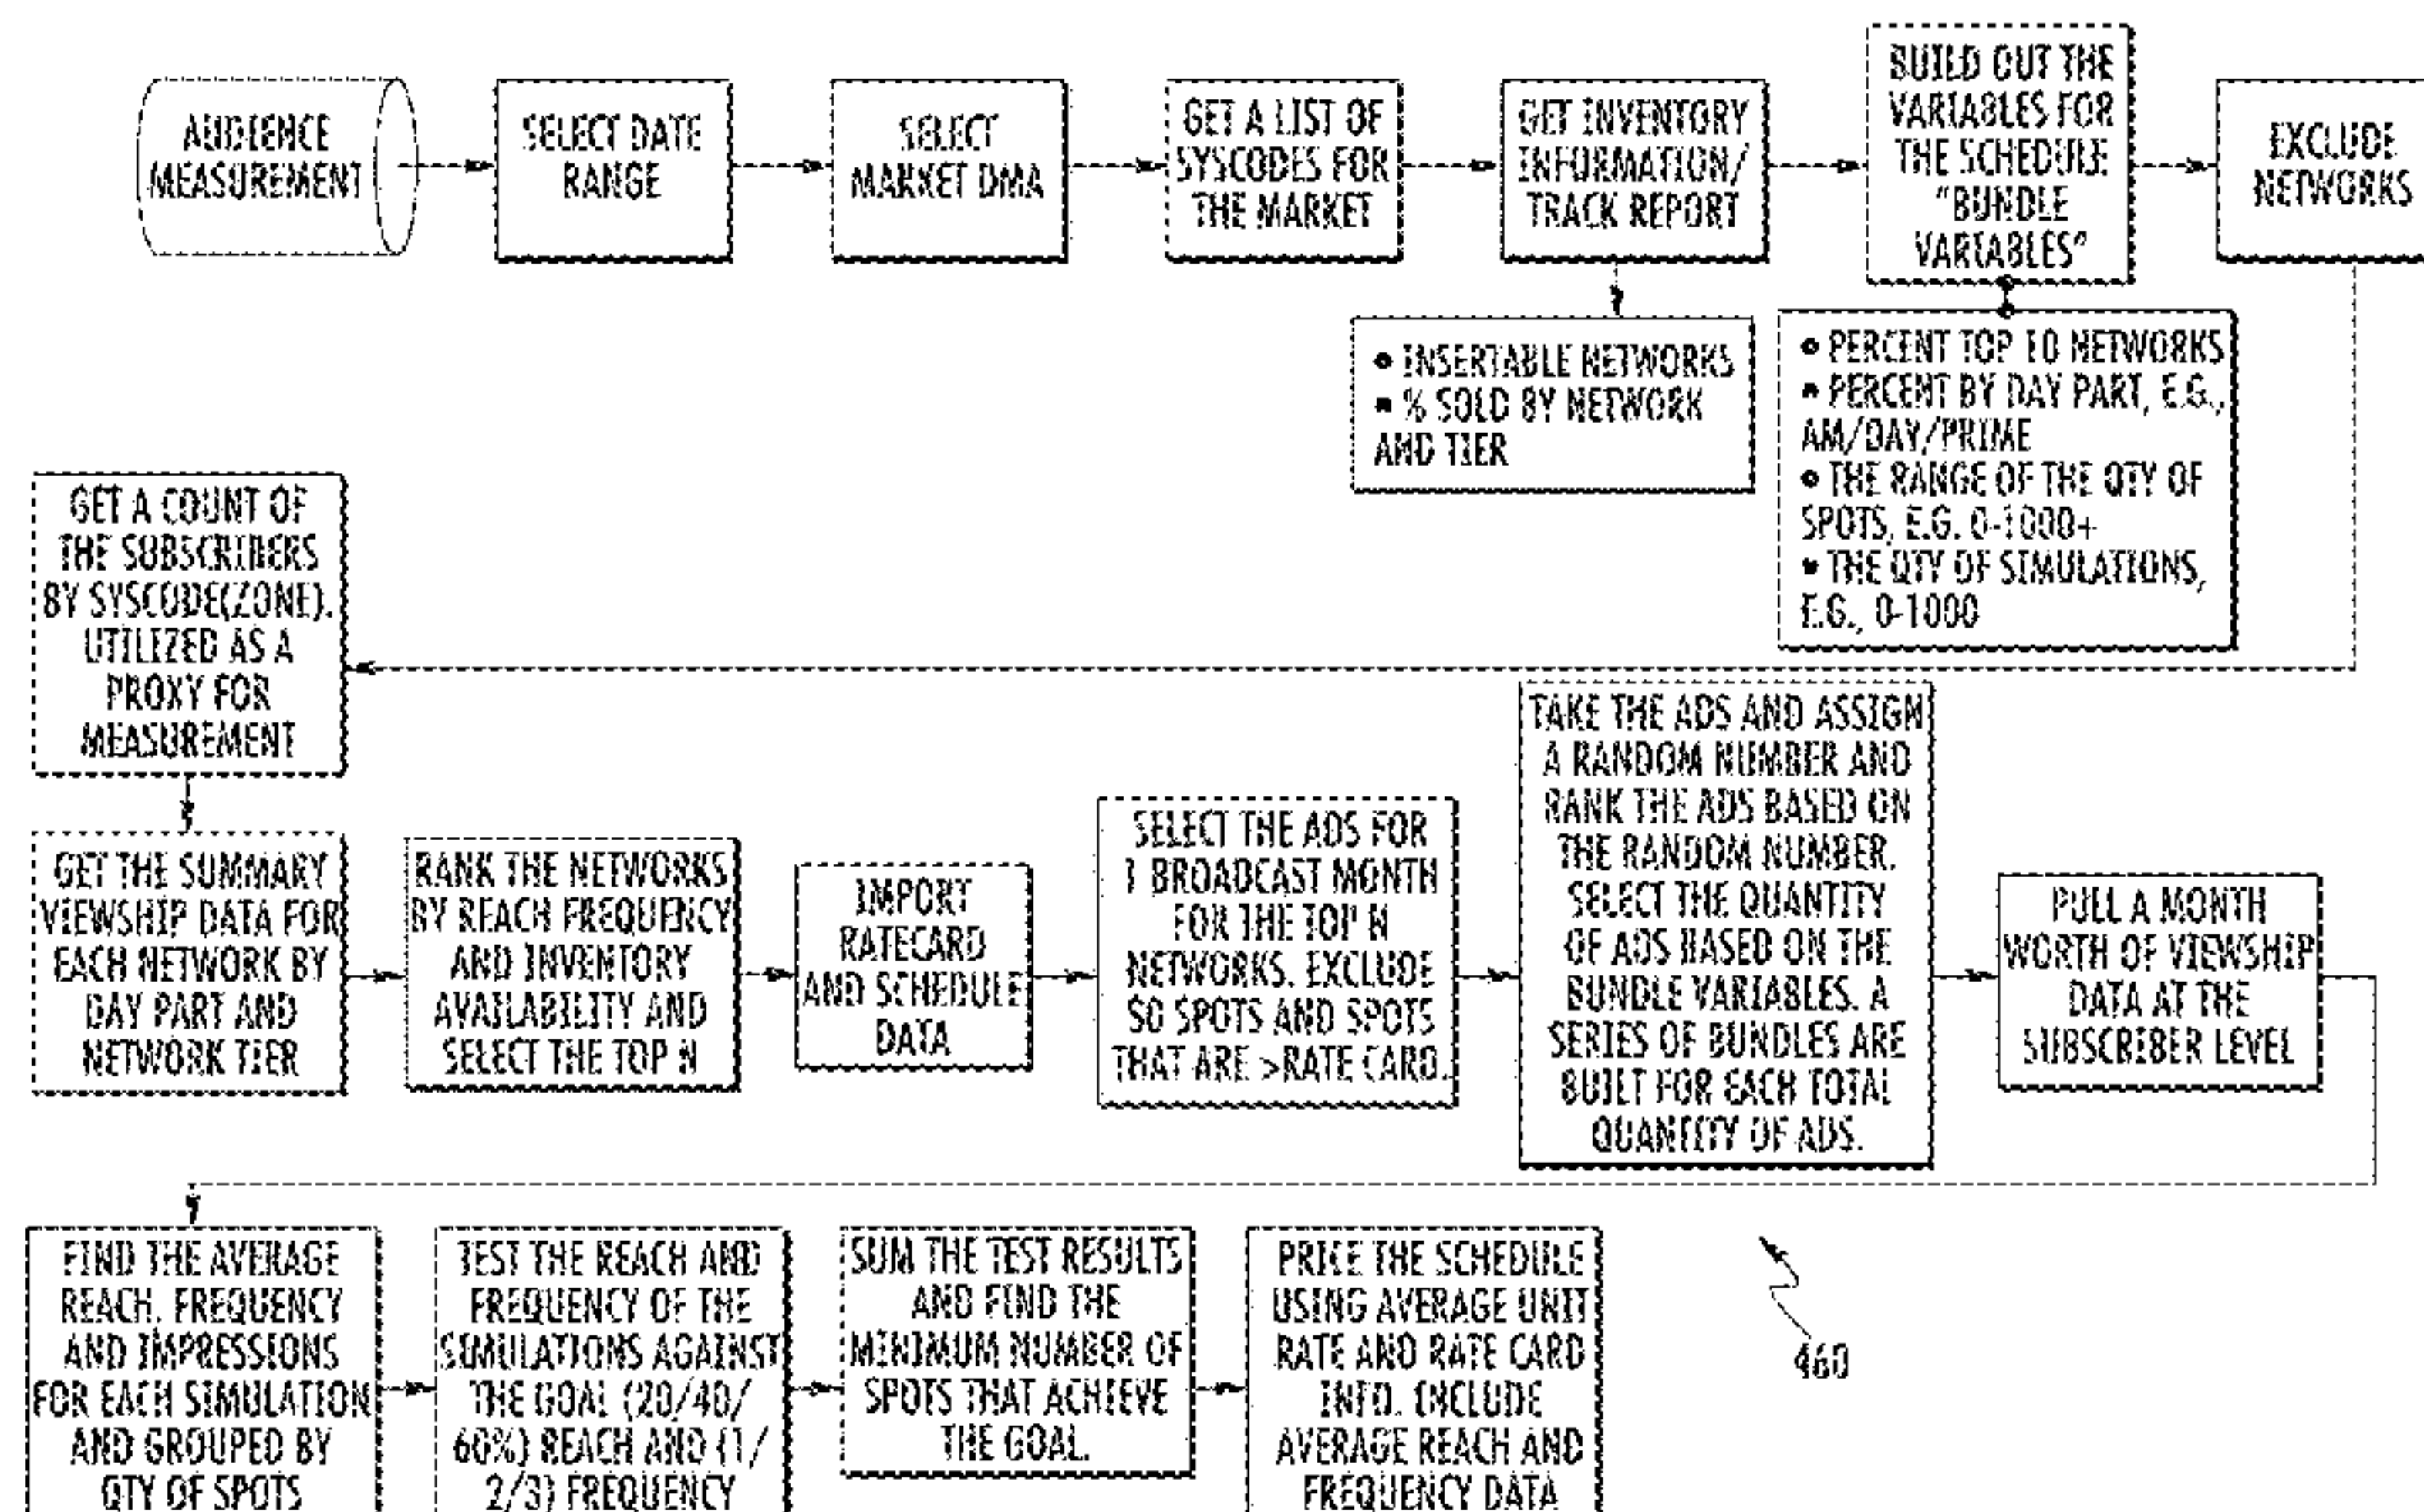 AUDIENCE
MEASUREMENT
SELECT DATE
RANGE
SELECT
MARKET DMA
GET A LIST OF
SYSCODES FOR
THE MARKET
GET INVENTORY
INFORMATION/
TRACK REPORT
BUILD OUT THE
VARIABLES FOR
THE SCHEDULE
"BUNDLE
VARIABLES"
EXCLUDE
NETWORKS
• INSERTABLE NETWORKS
• % SOLD BY NETWORK
AND TIER
• PERCENT TOP 10 NETWORKS
• PERCENT BY DAY PART, E.G.,
AM/DAY/PRIME
• THE RANGE OF THE QTY OF
SPOTS, E.G. 0-1000+
• THE QTY OF SIMULATIONS,
E.G., 0-1000
GET A COUNT OF
THE SUBSCRIBERS
BY SYSCODE(ZONE).
UTILIZED AS A
PROXY FOR
MEASUREMENT
GET THE SUMMARY
VIEWSHIP DATA FOR
EACH NETWORK BY
DAY PART AND
NETWORK TIER
RANK THE NETWORKS
BY REACH FREQUENCY
AND INVENTORY
AVAILABILITY AND
SELECT THE TOP N
IMPORT
RATECARD
AND SCHEDULE
DATA
SELECT THE ADS FOR
1 BROADCAST MONTH
FOR THE TOP N
NETWORKS. EXCLUDE
$0 SPOTS AND SPOTS
THAT ARE >RATE CARD.
TAKE THE ADS AND ASSIGN
A RANDOM NUMBER AND
RANK THE ADS BASED ON
THE RANDOM NUMBER.
SELECT THE QUANTITY
OF ADS BASED ON THE
BUNDLE VARIABLES. A
SERIES OF BUNDLES ARE
BUILT FOR EACH TOTAL
QUANTITY OF ADS.
PULL A MONTH
WORTH OF VIEWSHIP
DATA AT THE
SUBSCRIBER LEVEL
FIND THE AVERAGE
REACH, FREQUENCY
AND IMPRESSIONS
FOR EACH SIMULATION
AND GROUPED BY
QTY OF SPOTS
TEST THE REACH AND
FREQUENCY OF THE
SIMULATIONS AGAINST
THE GOAL (20/40/
60%) REACH AND (1/
2/3) FREQUENCY
SUM THE TEST RESULTS
AND FIND THE
MINIMUM NUMBER OF
SPOTS THAT ACHIEVE
THE GOAL.
PRICE THE SCHEDULE
USING AVERAGE UNIT
RATE AND RATE CARD
INFO. INCLUDE
AVERAGE REACH AND
FREQUENCY DATA
460